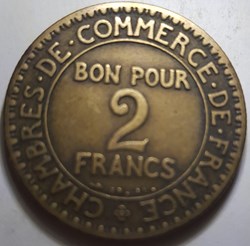 CHAMBRES·DE·COMMERCE·DE·FRANCE
BON POUR
2
FRANCS